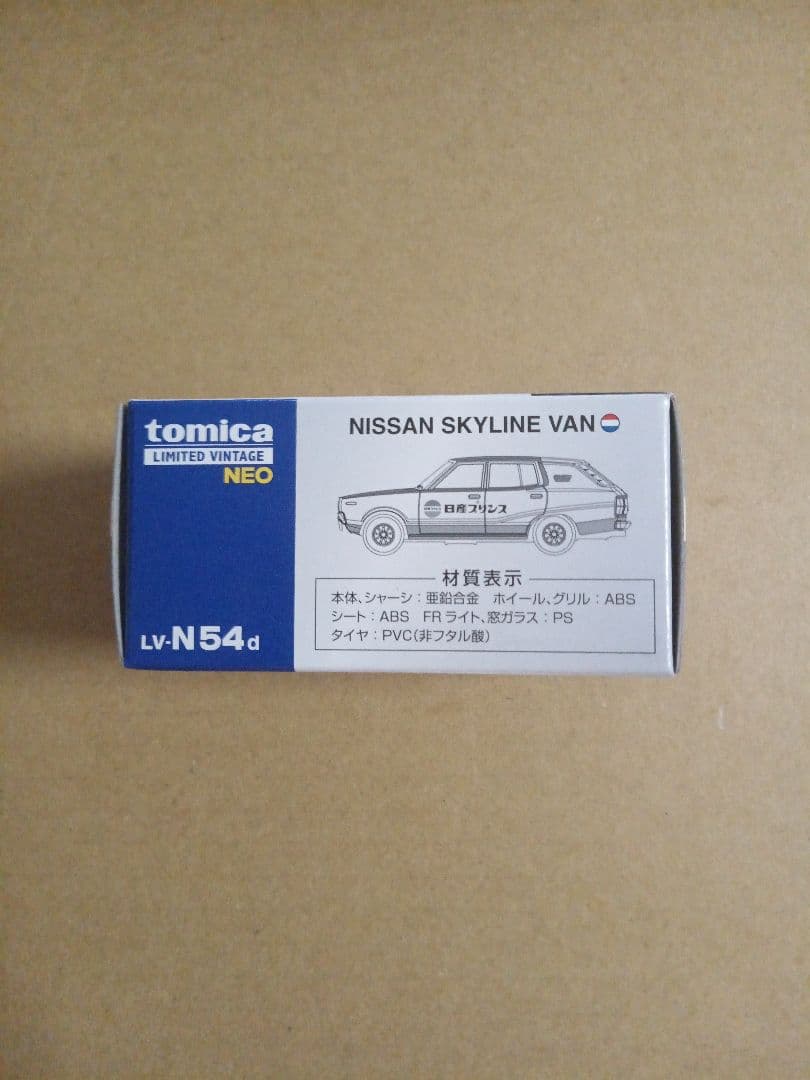 tomica
LIMITED VINTAGE
NEO
LV-N54d
NISSAN SKYLINE VAN
日産プリンス
材質表示
本体、シャーシ：亜鉛合金　ホイール、グリル：ABS
シート：ABS　FRライト、窓ガラス：PS
タイヤ：PVC（非フタル酸）